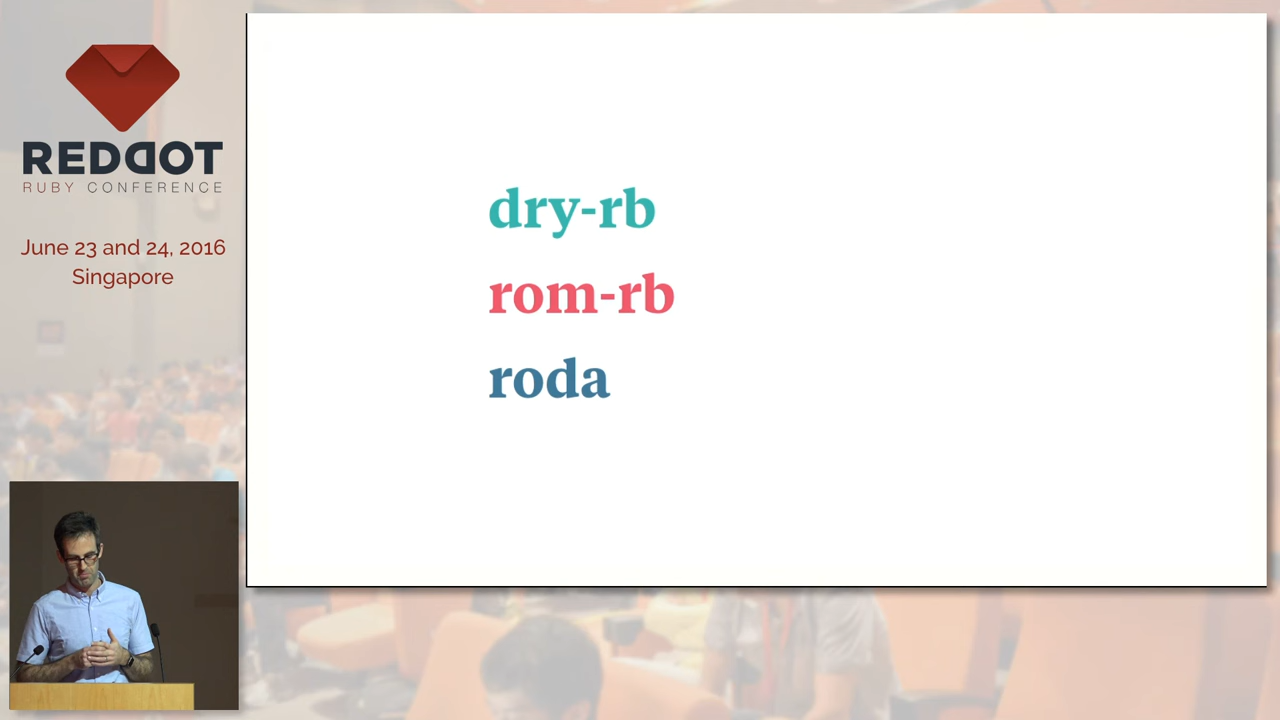 REDDOT
RUBY CONFERENCE
June 23 and 24, 2016
Singapore
dry-rb
rom-rb
roda